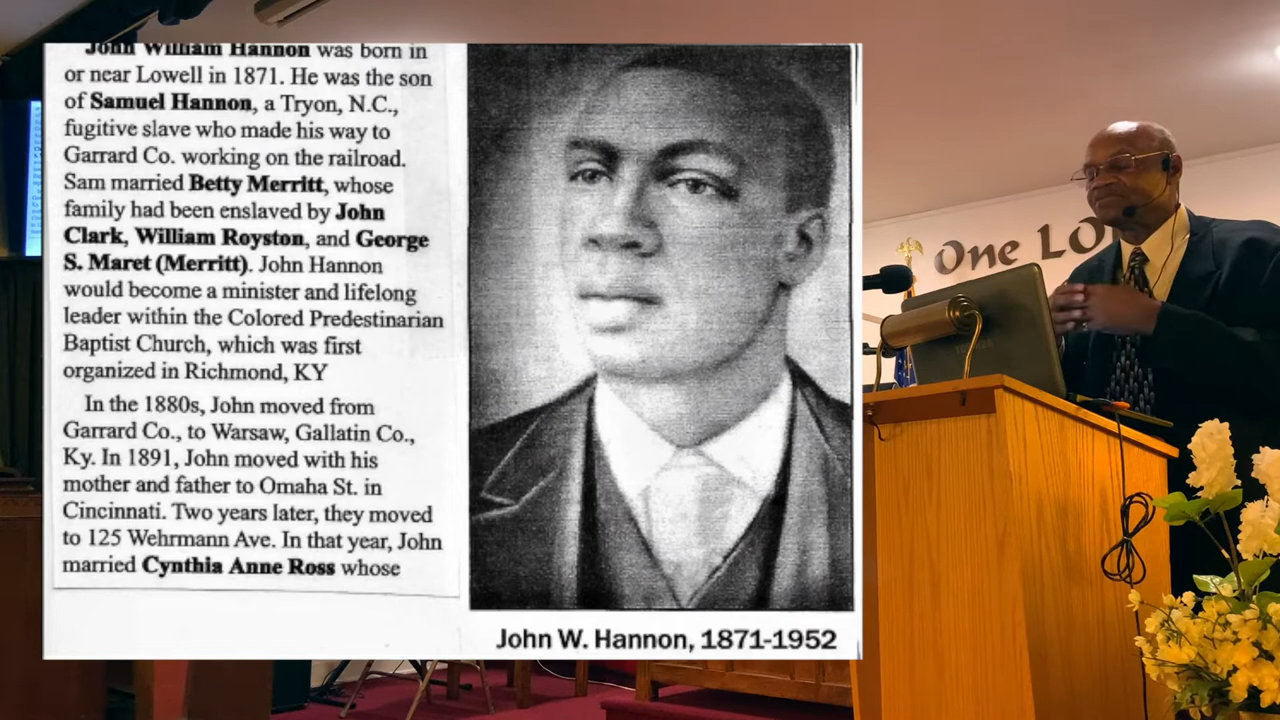 John William Hannon was born in
or near Lowell in 1871. He was the son
of Samuel Hannon, a Tryon, N.C.,
fugitive slave who made his way to
Garrard Co. working on the railroad.
Sam married Betty Merritt, whose
family had been enslaved by John
Clark, William Royston, and George
S. Maret (Merritt). John Hannon
would become a minister and lifelong
leader within the Colored Predestinarian
Baptist Church, which was first
organized in Richmond, KY
In the 1880s, John moved from
Garrard Co., to Warsaw, Gallatin Co.,
Ky. In 1891, John moved with his
mother and father to Omaha St. in
Cincinnati. Two years later, they moved
to 125 Wehrmann Ave. In that year, John
married Cynthia Anne Ross whose
John W. Hannon, 1871-1952
One LO